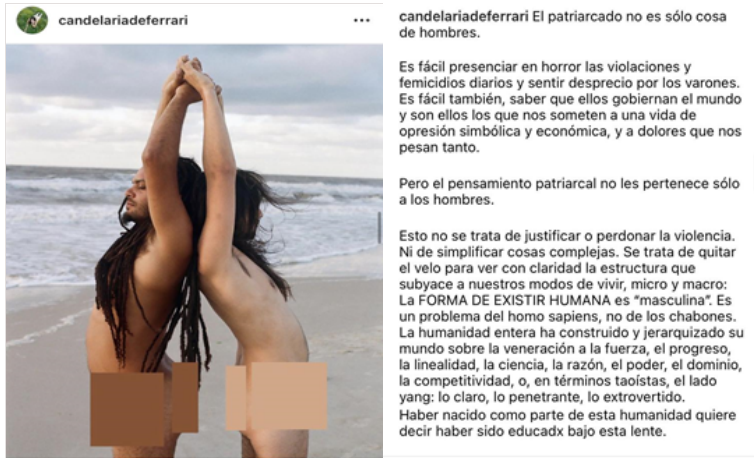 candelariadeferrari
candelariadeferrari El patriarcado no es sólo cosa
de hombres.
Es fácil presenciar en horror las violaciones y
femicidios diarios y sentir desprecio por los varones.
Es fácil también, saber que ellos gobiernan el mundo
y son ellos los que nos someten a una vida de
opresión simbólica y económica, y a dolores que nos
pesan tanto.
Pero el pensamiento patriarcal no les pertenece sólo
a los hombres.
Esto no se trata de justificar o perdonar la violencia.
Ni de simplificar cosas complejas. Se trata de quitar
el velo para ver con claridad la estructura que
subyace a nuestros modos de vivir, micro y macro:
La FORMA DE EXISTIR HUMANA es “masculina”. Es
un problema del homo sapiens, no de los chabones.
La humanidad entera ha construido y jerarquizado su
mundo sobre la veneración a la fuerza, el progreso,
la linealidad, la ciencia, la razón, el poder, el dominio,
la competitividad, o, en términos taoístas, el lado
yang: lo claro, lo penetrante, lo extrovertido.
Haber nacido como parte de esta humanidad quiere
decir haber sido educadx bajo esta lente.